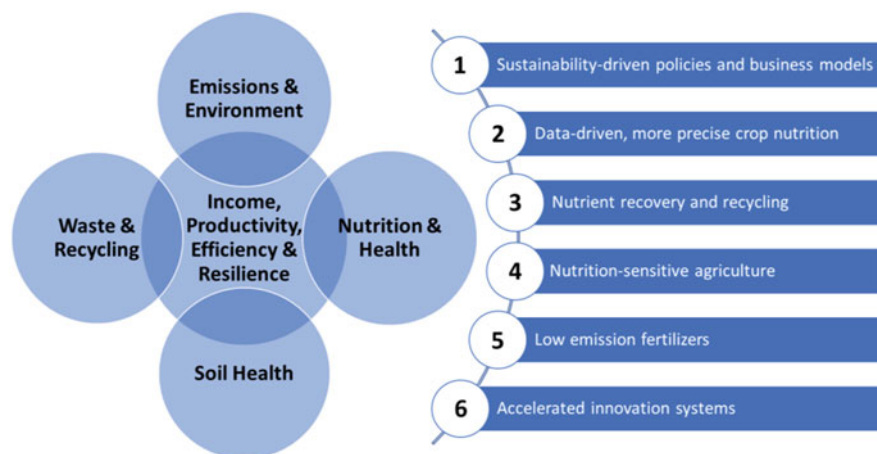 Emissions &
Environment
Waste &
Recycling
Income,
Productivity,
Efficiency &
Resilience
Nutrition &
Health
Soil Health
1 Sustainability-driven policies and business models
2 Data-driven, more precise crop nutrition
3 Nutrient recovery and recycling
4 Nutrition-sensitive agriculture
5 Low emission fertilizers
6 Accelerated innovation systems